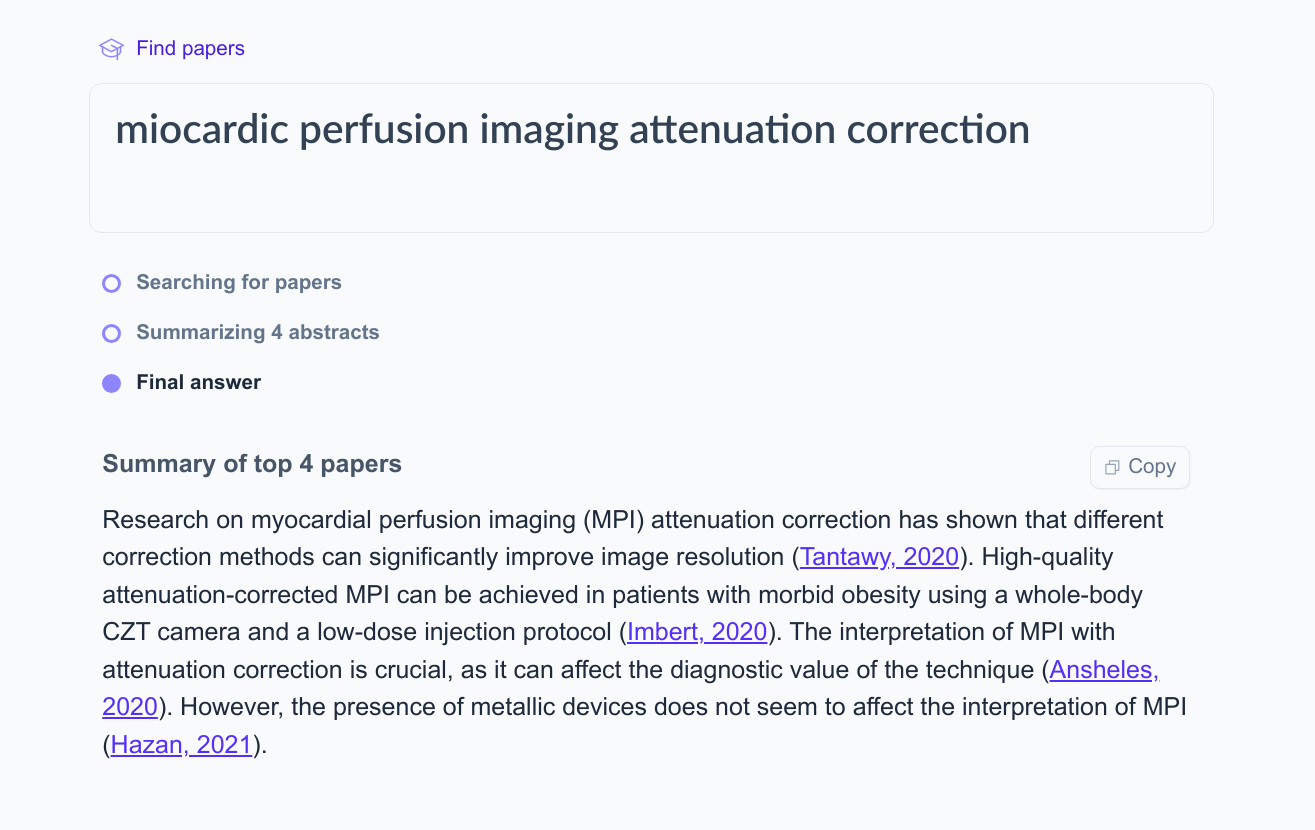 Find papers
miocardic perfusion imaging attenuation correction
Searching for papers
Summarizing 4 abstracts
Final answer
Summary of top 4 papers
Copy
Research on myocardial perfusion imaging (MPI) attenuation correction has shown that different
correction methods can significantly improve image resolution (Tantawy, 2020). High-quality
attenuation-corrected MPI can be achieved in patients with morbid obesity using a whole-body
CZT camera and a low-dose injection protocol (Imbert, 2020). The interpretation of MPI with
attenuation correction is crucial, as it can affect the diagnostic value of the technique (Ansheles,
2020). However, the presence of metallic devices does not seem to affect the interpretation of MPI
(Hazan, 2021).